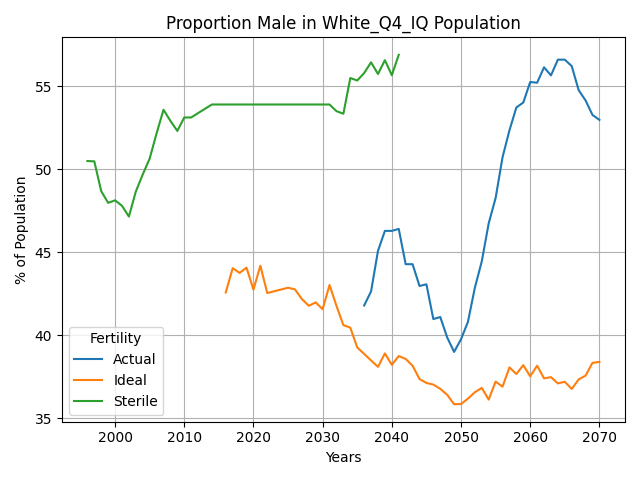 Proportion Male in White_Q4_IQ Population
% of Population
55
50
45
40
35
Fertility
Actual
Ideal
Sterile
2000 2010 2020 2030 2040 2050 2060 2070
Years